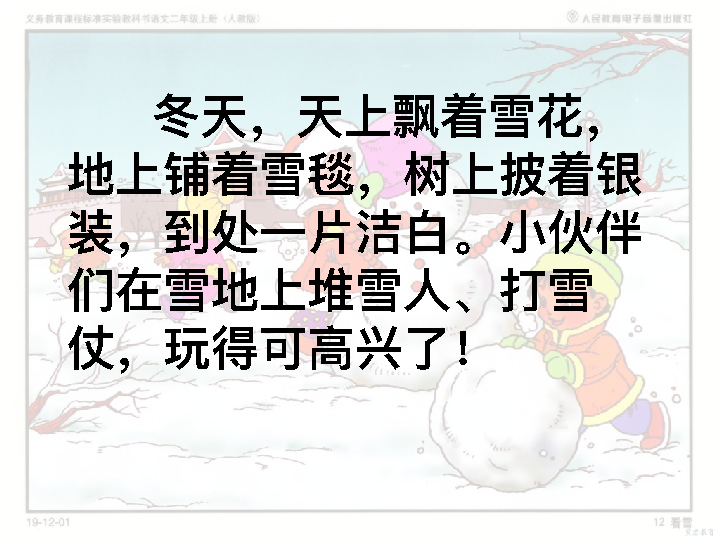 义务教育课程标准实验教科书语文二年级上册（人教版）
人民教育电子音像出版社
冬天，天上飘着雪花，
地上铺着雪毯，树上披着银
装，到处一片洁白。小伙伴
们在雪地上堆雪人、打雪
仗，玩得可高兴了！
19-12-01
12 看雪